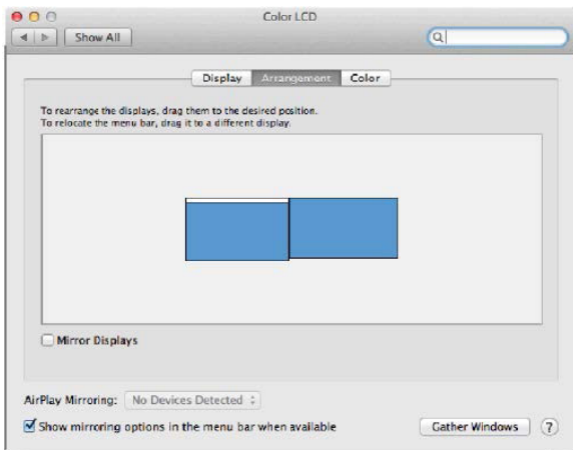 Color LCD
Show All
Display Arrangement Color
To rearrange the displays, drag them to the desired position.
To relocate the menu bar, drag it to a different display.
Mirror Displays
AirPlay Mirroring: No Devices Detected
Show mirroring options in the menu bar when available
Gather Windows ?